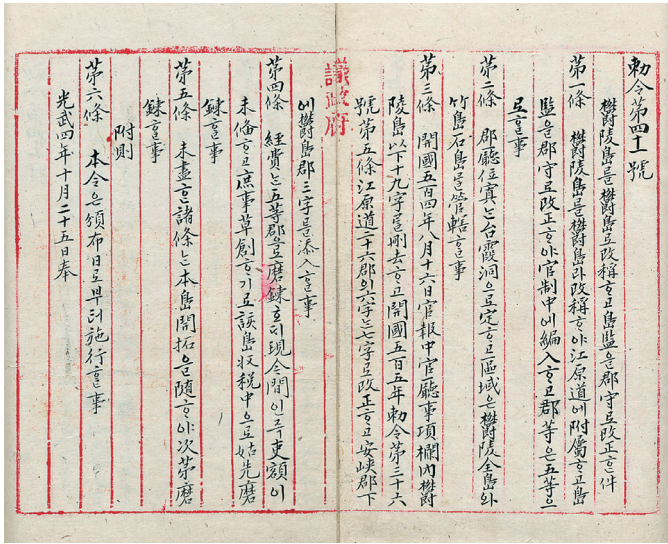 勅令第四十一號
欝陵島를欝島로改稱ᄒᆞ고島監을郡守로改正ᄒᆞᆫ件
第一條 欝陵島를欝島라改稱ᄒᆞ야江原道에附屬ᄒᆞ고島
監을郡守로改正ᄒᆞ야官制中에編入ᄒᆞ고郡等은五等으
로ᄒᆞᆯ事
第二條 郡廳位寘ᄂᆞᆫ台霞洞으로定ᄒᆞ고區域은欝陵全島와
竹島石島를管轄ᄒᆞᆯ事
第三條 開國五百四年八月十六日官報中官廳事項欄內欝
陵島以下十九字를刪去ᄒᆞ고開國五百五年勅令第三十六
號第五條江原道二十六郡의六字ᄂᆞᆫ七字로改正ᄒᆞ고安峽郡下
에欝島郡三字를添入ᄒᆞᆯ事
第四條 經費ᄂᆞᆫ五等郡으로磨鍊호ᄃᆡ現今間인즉吏額이
未備ᄒᆞ고庶事草創ᄒᆞ기로該島收稅中으로姑先磨
鍊ᄒᆞᆯ事
第五條 未盡ᄒᆞᆫ諸條ᄂᆞᆫ本島開拓을隨ᄒᆞ야次第磨
鍊ᄒᆞᆯ事
附則
第六條 本令은頒布日로부터施行ᄒᆞᆯ事
光武四年十月二十五日奉
議政府